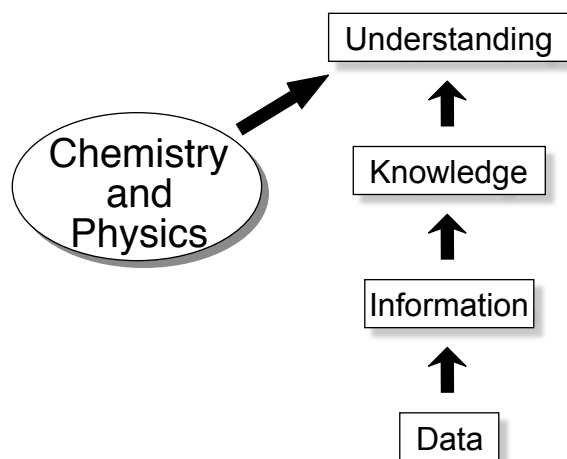 Understanding
Chemistry
and
Physics
Knowledge
Information
Data